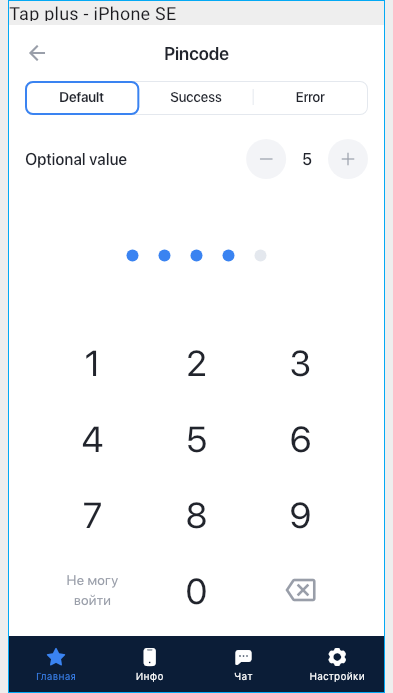 Tap plus - iPhone SE
Pincode
Default Success Error
Optional value 5
1 2 3
4 5 6
7 8 9
Не могу
войти
0
Главная Инфо Чат Настройки